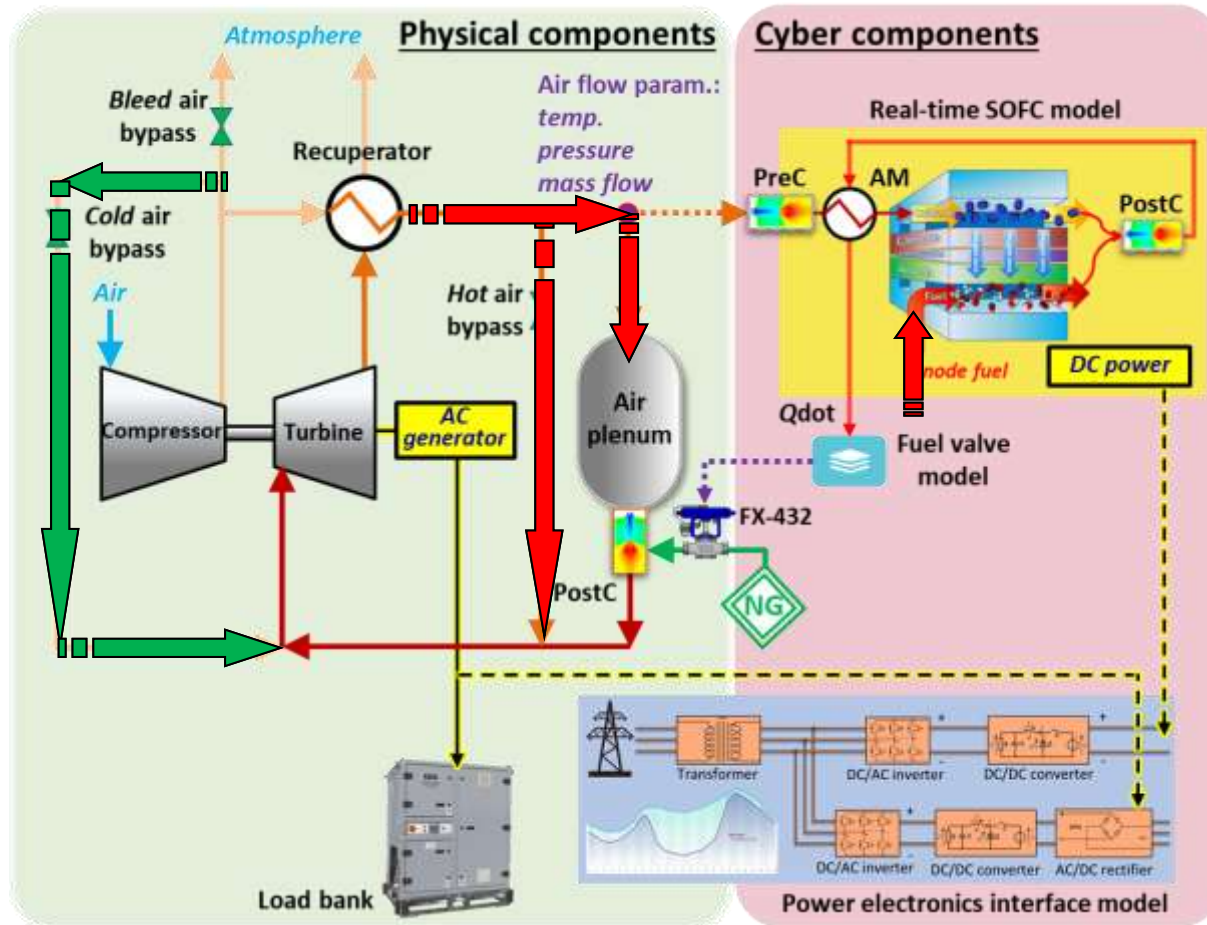 Physical components
Cyber components
Atmosphere
Bleed air
bypass
Recuperator
Air flow param.:
temp.
pressure
mass flow
Real-time SOFC model
PreC
AM
PostC
Cold air
bypass
Air
Hot air
bypass
Fuel
node fuel
DC power
Compressor
Turbine
AC
generator
Air
plenum
Qdot
Fuel valve
model
FX-432
PostC
NG
Transformer
DC/AC inverter
DC/DC converter
+
-
DC/AC inverter
DC/DC converter
AC/DC rectifier
Load bank
Power electronics interface model